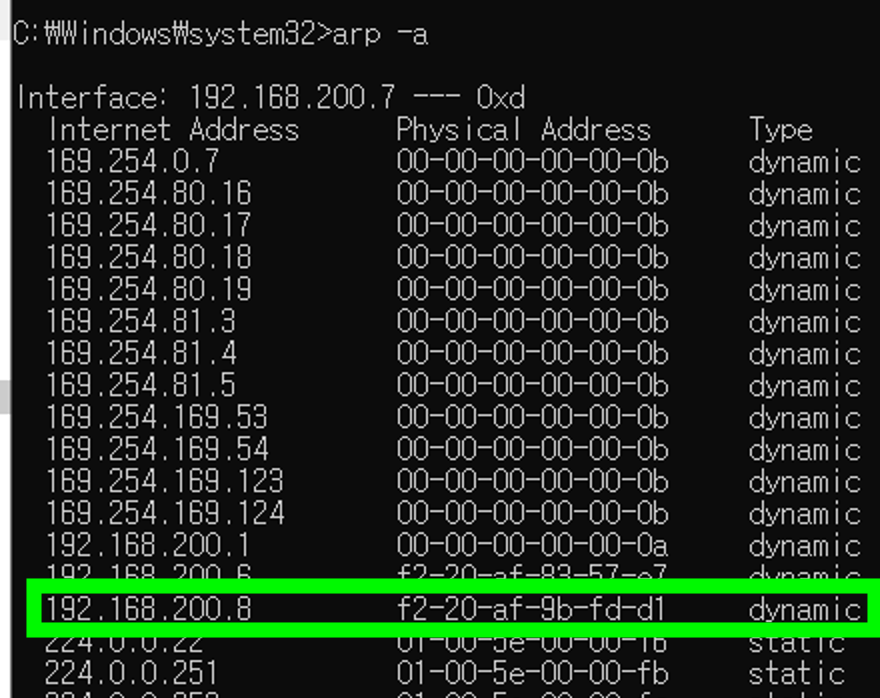 C:₩Windows₩system32>arp -a
Interface: 192.168.200.7 --- 0xd
Internet Address Physical Address Type
169.254.0.7 00-00-00-00-00-0b dynamic
169.254.80.16 00-00-00-00-00-0b dynamic
169.254.80.17 00-00-00-00-00-0b dynamic
169.254.80.18 00-00-00-00-00-0b dynamic
169.254.80.19 00-00-00-00-00-0b dynamic
169.254.81.3 00-00-00-00-00-0b dynamic
169.254.81.4 00-00-00-00-00-0b dynamic
169.254.81.5 00-00-00-00-00-0b dynamic
169.254.169.53 00-00-00-00-00-0b dynamic
169.254.169.54 00-00-00-00-00-0b dynamic
169.254.169.123 00-00-00-00-00-0b dynamic
169.254.169.124 00-00-00-00-00-0b dynamic
192.168.200.1 00-00-00-00-00-0a dynamic
192.168.200.6 f2-20-af-83-57-e7 dynamic
192.168.200.8 f2-20-af-9b-fd-d1 dynamic
224.0.0.22 01-00-5e-00-00-16 static
224.0.0.251 01-00-5e-00-00-fb static